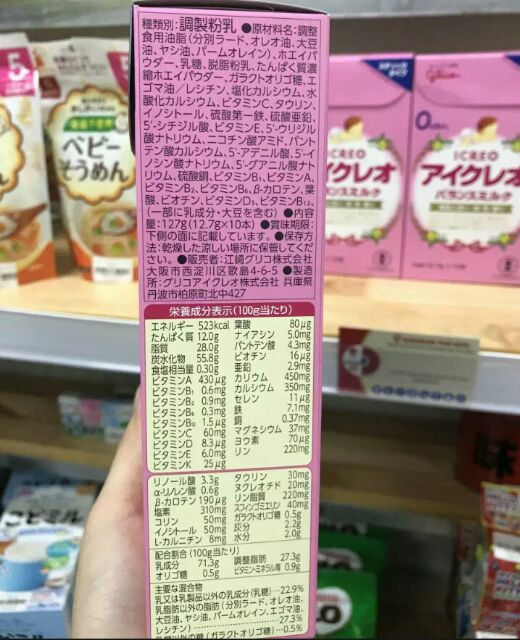 種類別:調製粉乳 ●原材料名:調整
食用油脂(分別ラード、オレオ油、大豆
油、ヤシ油、パームオレイン)、ホエイパ
ウダー、乳糖、脱脂粉乳、たんぱく質濃
縮ホエイパウダー、ガラクトオリゴ糖、エ
ゴマ油/レシチン、塩化カルシウム、水
酸化カルシウム、ビタミンC、タウリン、
イノシトール、硫酸第一鉄、硫酸亜鉛、
5'-シチジル酸、ビタミンE、5'-ウリジル
酸ナトリウム、ニコチン酸アミド、パント
テン酸カルシウム、5'-アデニル酸、5'-イ
ノシン酸ナトリウム、5'-グアニル酸ナト
リウム、硫酸銅、ビタミンB₁、ビタミンA、
ビタミンB₂、ビタミンB₆、β-カロテン、葉
酸、ビオチン、ビタミンD₃、ビタミンB₁₂、
(一部に乳成分・大豆を含む) ●内容
量:127g(12.7g×10本) ●賞味期限:
下側の面に記載しています。●保存方
法:乾燥した涼しい場所に保管してくだ
さい。●販売者:江崎グリコ株式会社
大阪市西淀川区歌島4-6-5 ●製造
所:グリコアイクレオ株式会社 兵庫県
丹波市柏原町北中427
栄養成分表示(100g当たり)
エネルギー 523kcal
たんぱく質 12.0g
脂質 28.0g
炭水化物 55.8g
食塩相当量 0.30g
ビタミンA 430μg
ビタミンB₁ 0.6mg
ビタミンB₂ 0.9mg
ビタミンB₆ 0.3mg
ビタミンB₁₂ 1.5μg
ビタミンC 60mg
ビタミンD 8.3μg
ビタミンE 6.0mg
ビタミンK 25μg
葉酸 80μg
ナイアシン 5.0mg
パントテン酸 4.3mg
ビオチン 16μg
亜鉛 2.9mg
カリウム 450mg
カルシウム 350mg
セレン 11μg
鉄 7.1mg
銅 0.37mg
マグネシウム 37mg
ヨウ素 70μg
リン 220mg
リノール酸 3.3g
α-リノレン酸 0.6g
β-カロテン 190μg
塩素 310mg
コリン 50mg
イノシトール 50mg
L-カルニチン 8mg
タウリン 30mg
ヌクレオチド 20mg
リン脂質 220mg
スフィンゴミエリン 40mg
ガラクトオリゴ糖 0.5g
灰分 2.2g
水分 2.0g
配合割合(100g当たり)
乳成分 71.3g
オリゴ糖 0.5g
調整脂肪 27.3g
ビタミン・ミネラル等 0.9g
主要な混合物
乳又は乳製品以外の乳成分(乳糖)…22.9%
乳脂肪以外の脂肪(分別ラード、オレオ油、
大豆油、ヤシ油、パームオレイン、エゴマ油、
レシチン)…27.3%
(ガラクトオリゴ糖)…0.5%
5
ベビー
そうめん
Glico
ICREO
アイクレオ
バランスミルク
0
ICREO
アイクレオ
バランスミルク
味